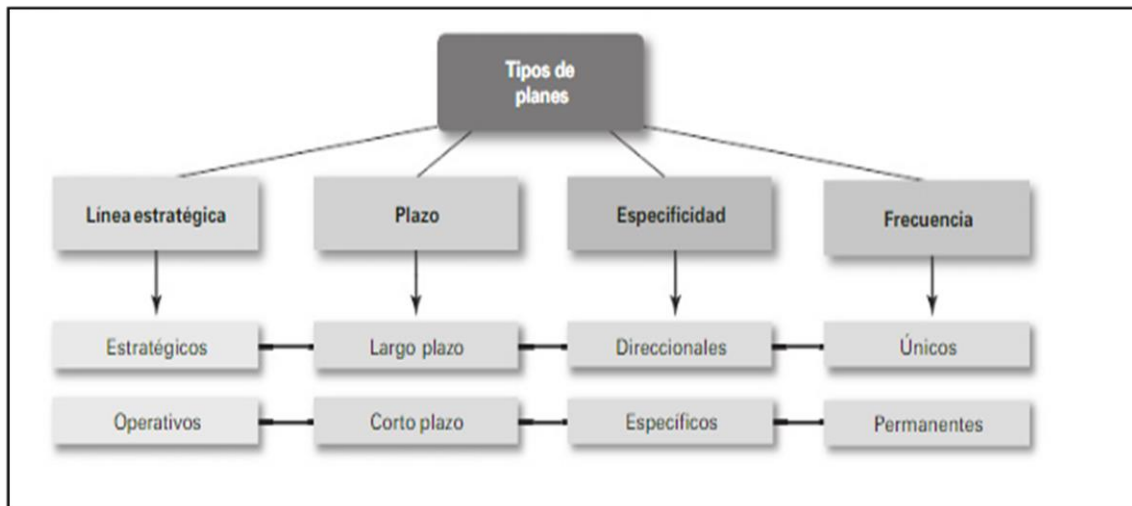 Tipos de
planes
Línea estratégica
Plazo
Especificidad
Frecuencia
Estratégicos
Largo plazo
Direccionales
Únicos
Operativos
Corto plazo
Específicos
Permanentes